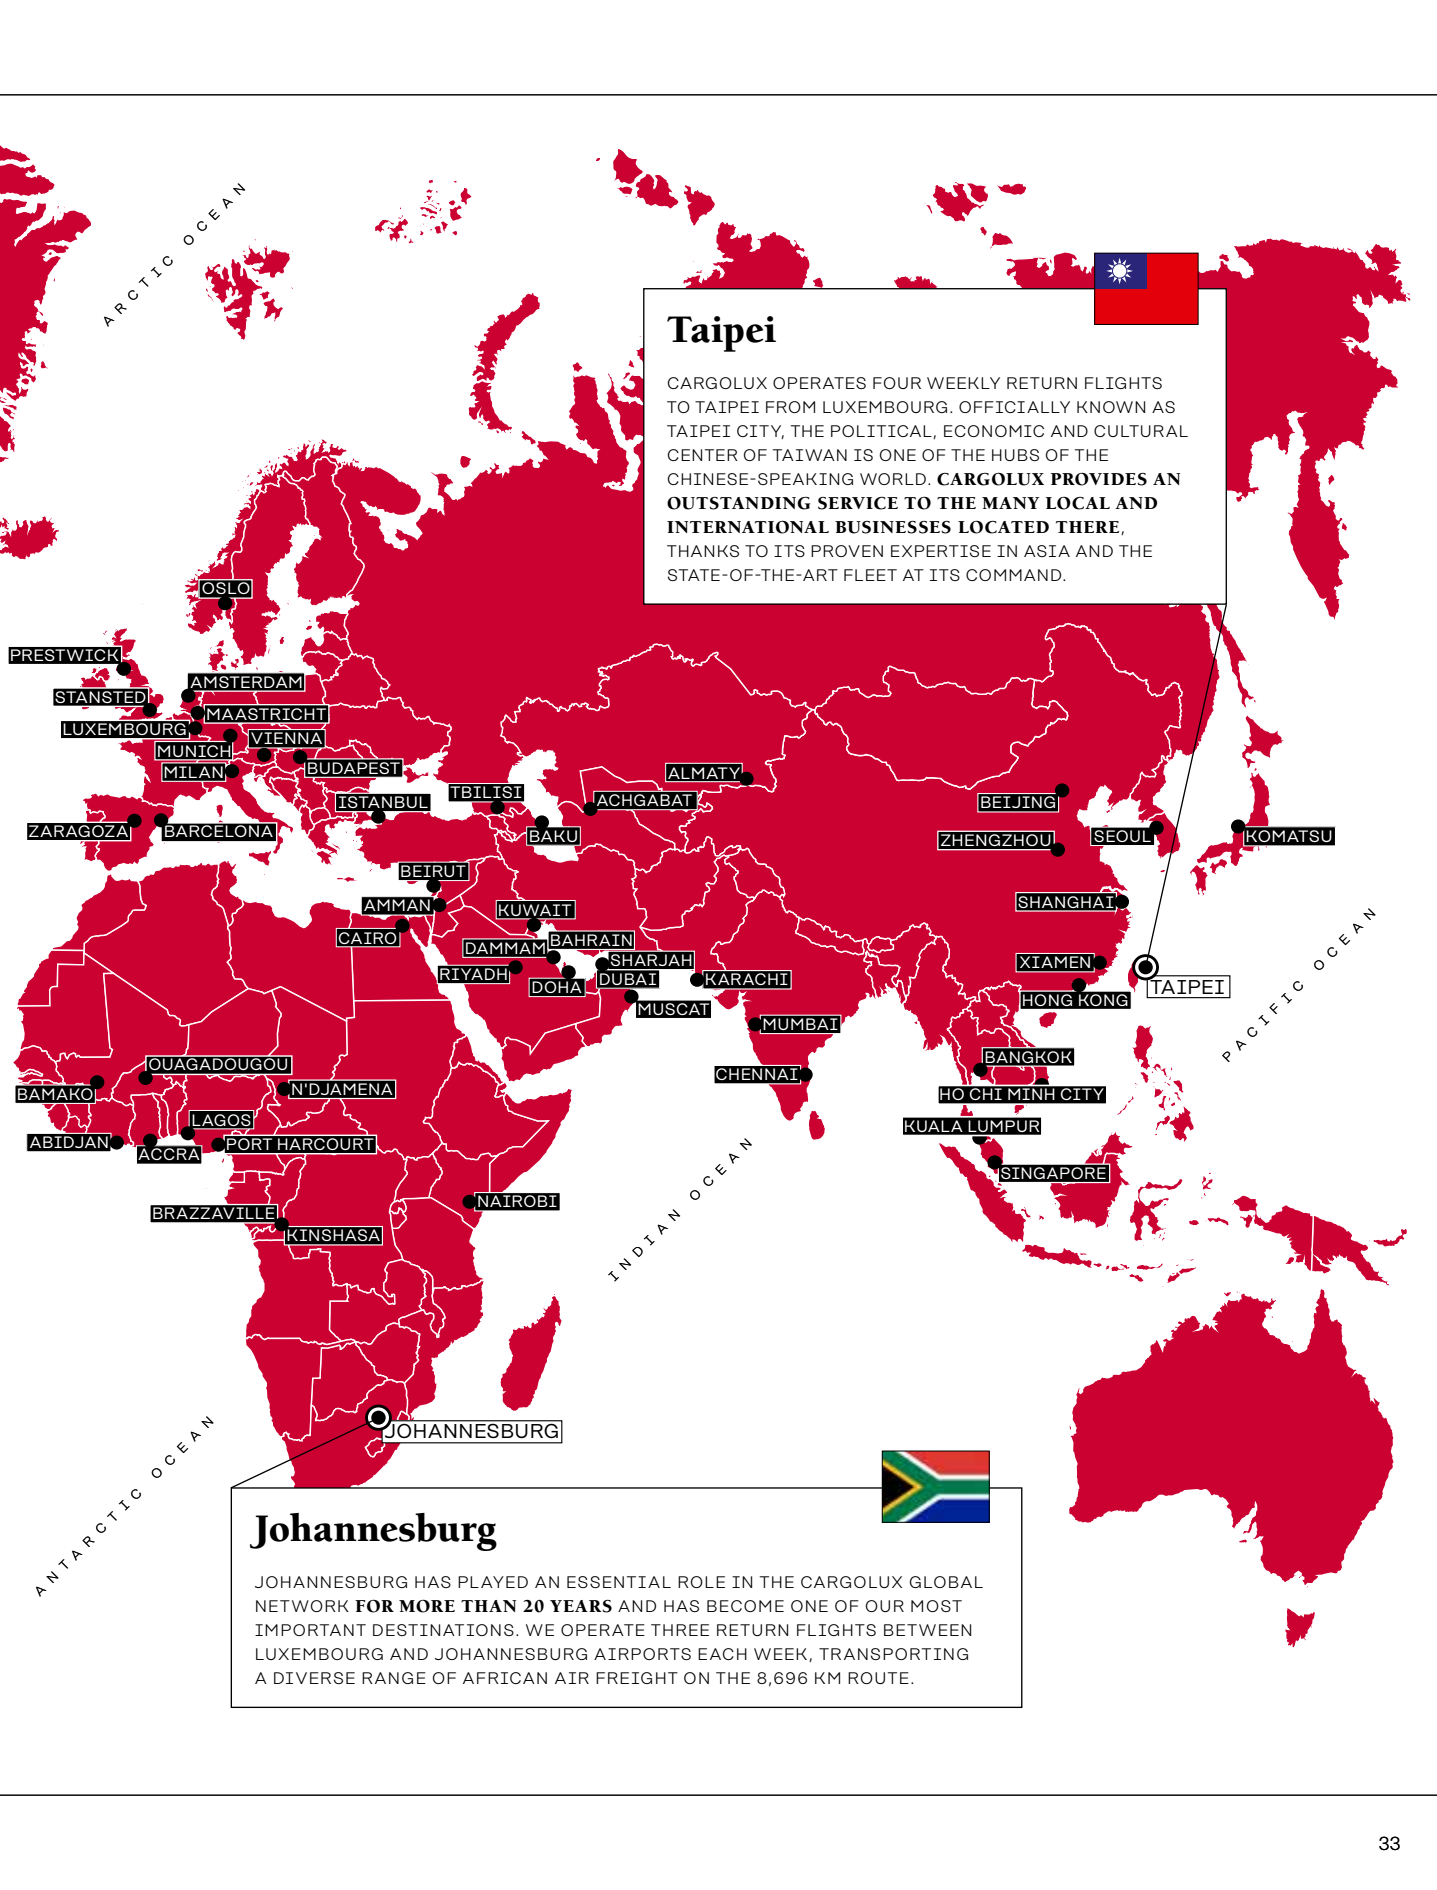 ARCTIC OCEAN
Taipei
CARGOLUX OPERATES FOUR WEEKLY RETURN FLIGHTS
TO TAIPEI FROM LUXEMBOURG. OFFICIALLY KNOWN AS
TAIPEI CITY, THE POLITICAL, ECONOMIC AND CULTURAL
CENTER OF TAIWAN IS ONE OF THE HUBS OF THE
CHINESE-SPEAKING WORLD. CARGOLUX PROVIDES AN
OUTSTANDING SERVICE TO THE MANY LOCAL AND
INTERNATIONAL BUSINESSES LOCATED THERE,
THANKS TO ITS PROVEN EXPERTISE IN ASIA AND THE
STATE-OF-THE-ART FLEET AT ITS COMMAND.
OSLO
PRESTWICK
AMSTERDAM
STANSTED
MAASTRICHT
LUXEMBOURG
VIENNA
MUNICH
BUDAPEST
MILAN
ISTANBUL
TBILISI
ALMATY
ACHGABAT
BEIJING
ZARAGOZA
BARCELONA
BAKU
ZHENGZHOU
SEOUL
KOMATSU
BEIRUT
AMMAN
KUWAIT
SHANGHAI
CAIRO
DAMMAM
BAHRAIN
SHARJAH
XIAMEN
RIYADH
DOHA
DUBAI
KARACHI
TAIPEI
MUSCAT
HONG KONG
MUMBAI
PACIFIC OCEAN
OUAGADOUGOU
BANGKOK
CHENNAI
BAMAKO
N'DJAMENA
HO CHI MINH CITY
LAGOS
KUALA LUMPUR
ABIDJAN
ACCRA
PORT HARCOURT
SINGAPORE
NAIROBI
BRAZZAVILLE
KINSHASA
INDIAN OCEAN
JOHANNESBURG
ANTARCTIC OCEAN
Johannesburg
JOHANNESBURG HAS PLAYED AN ESSENTIAL ROLE IN THE CARGOLUX GLOBAL
NETWORK FOR MORE THAN 20 YEARS AND HAS BECOME ONE OF OUR MOST
IMPORTANT DESTINATIONS. WE OPERATE THREE RETURN FLIGHTS BETWEEN
LUXEMBOURG AND JOHANNESBURG AIRPORTS EACH WEEK, TRANSPORTING
A DIVERSE RANGE OF AFRICAN AIR FREIGHT ON THE 8,696 KM ROUTE.
33